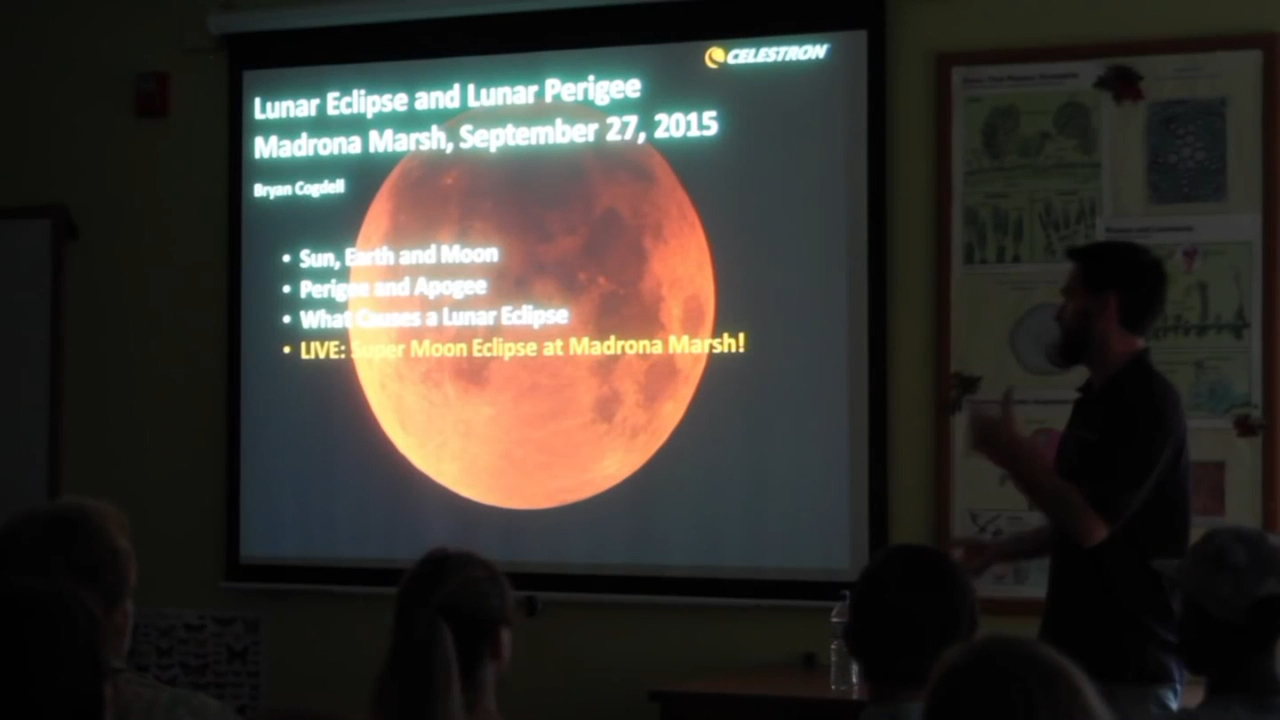 CELESTRON
Lunar Eclipse and Lunar Perigee
Madrona Marsh, September 27, 2015
Bryan Cogdell
• Sun, Earth and Moon
• Perigee and Apogee
• What Causes a Lunar Eclipse
• LIVE: Super Moon Eclipse at Madrona Marsh!